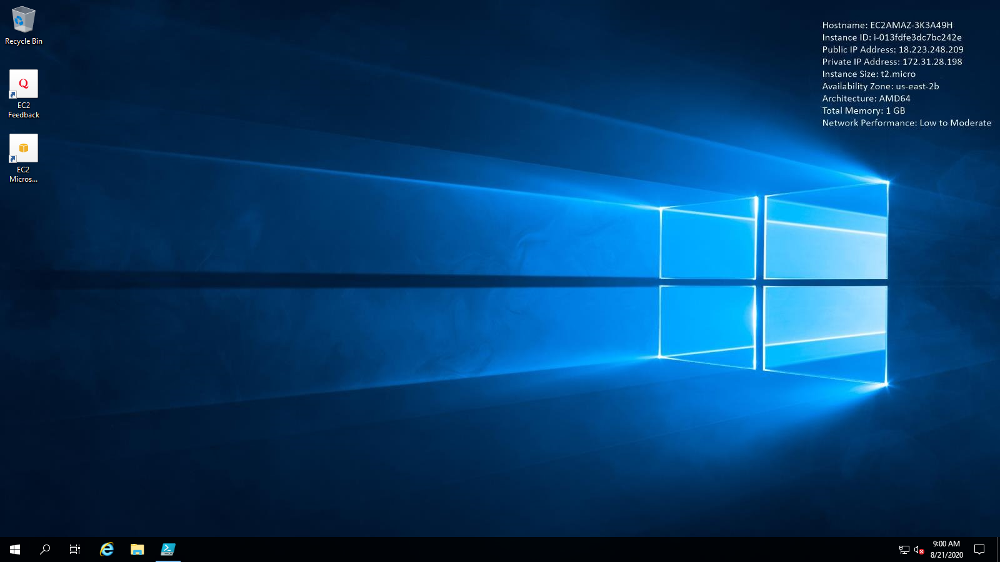 Recycle Bin
Q
EC2
Feedback
EC2
Micros...
Hostname: EC2AMAZ-3K3A49H
Instance ID: i-013fdfe3dc7bc242e
Public IP Address: 18.223.248.209
Private IP Address: 172.31.28.198
Instance Size: t2.micro
Availability Zone: us-east-2b
Architecture: AMD64
Total Memory: 1 GB
Network Performance: Low to Moderate
9:00 AM
8/21/2020